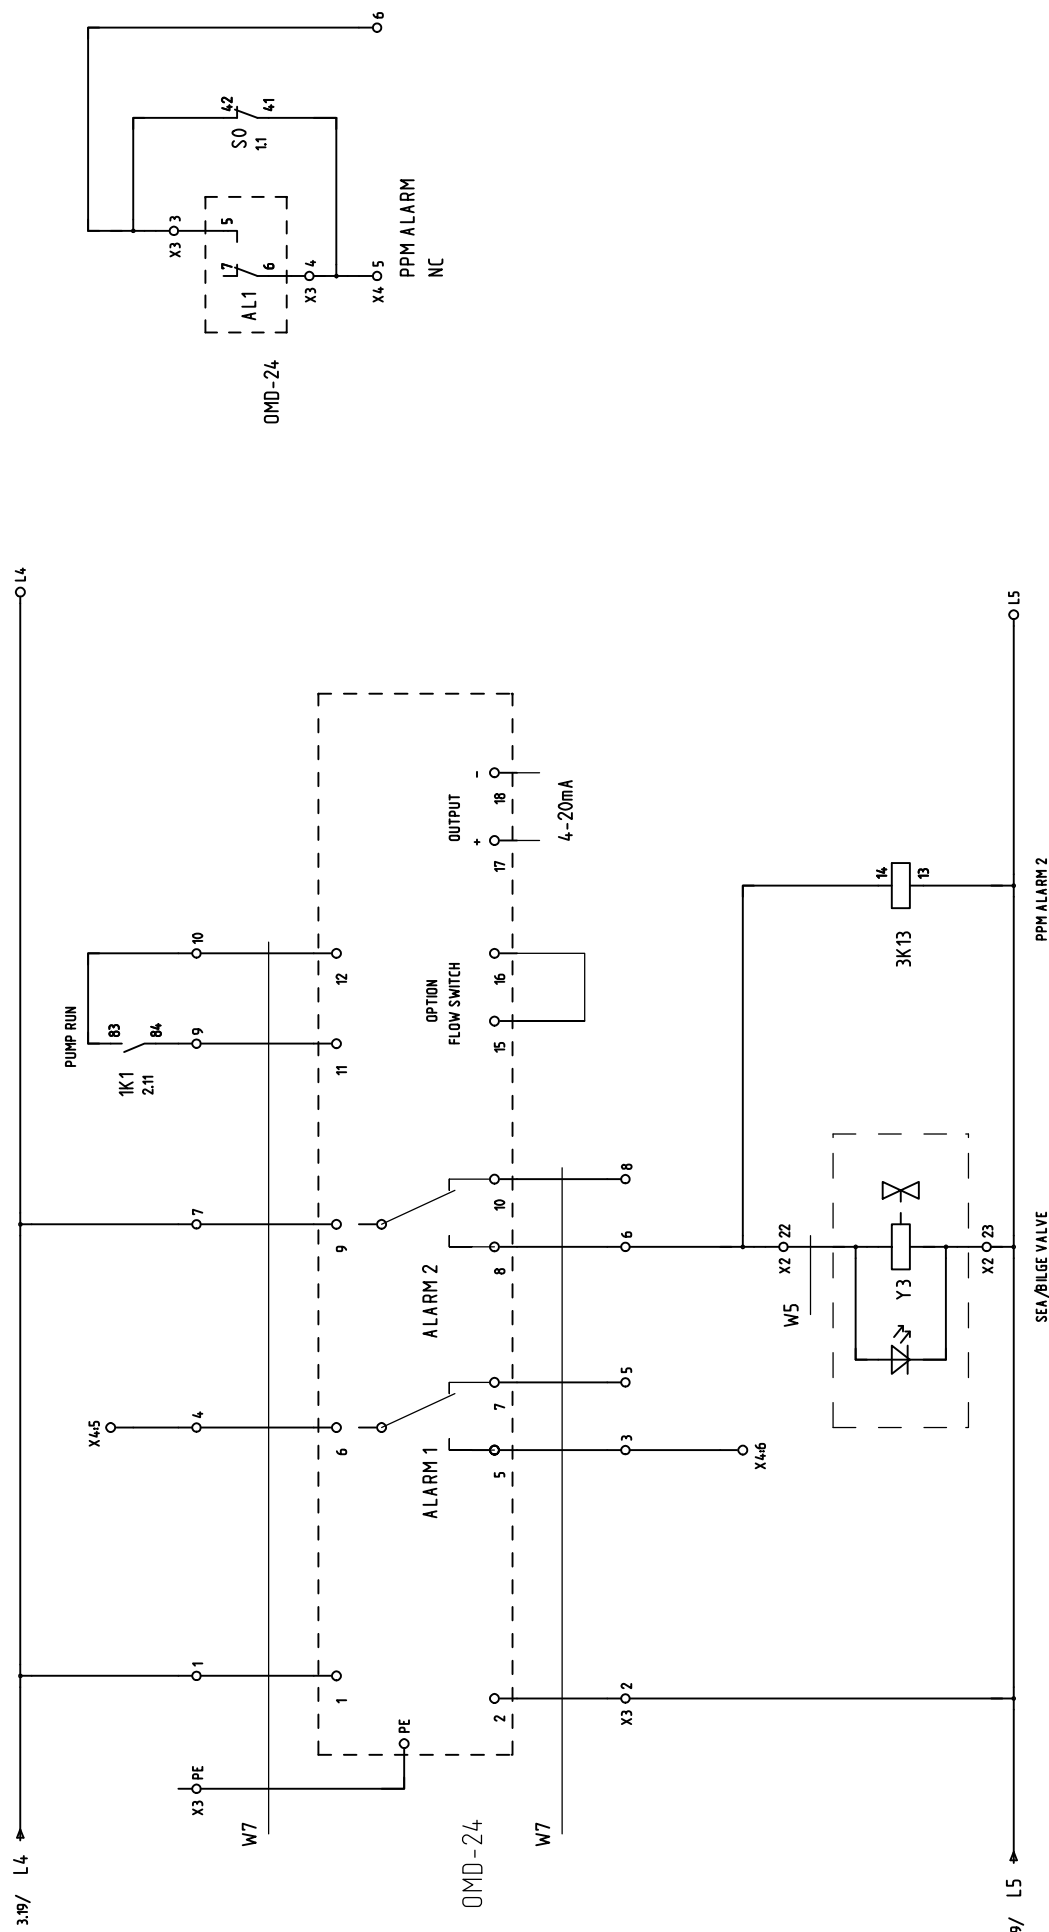 3.19/ L4
L4
X3 PE
1
X4:5
4
7
PUMP RUN
83
84
1K1
2.11
9
10
W7
OMD-24
PE
1
2
6
ALARM 1
5
7
9
ALARM 2
8
10
11
12
OPTION
FLOW SWITCH
15
16
OUTPUT
+
-
17
18
4-20mA
W7
X3 2
3
5
6
8
X4:6
W5
X2 22
Y3
X2 23
3K13
14
13
9/ L5
L5
SEA/BILGE VALVE
PPM ALARM 2
6
42
41
S0
1.1
X3 3
5
7
6
AL1
X3 4
X4 5
OMD-24
PPM ALARM
NC